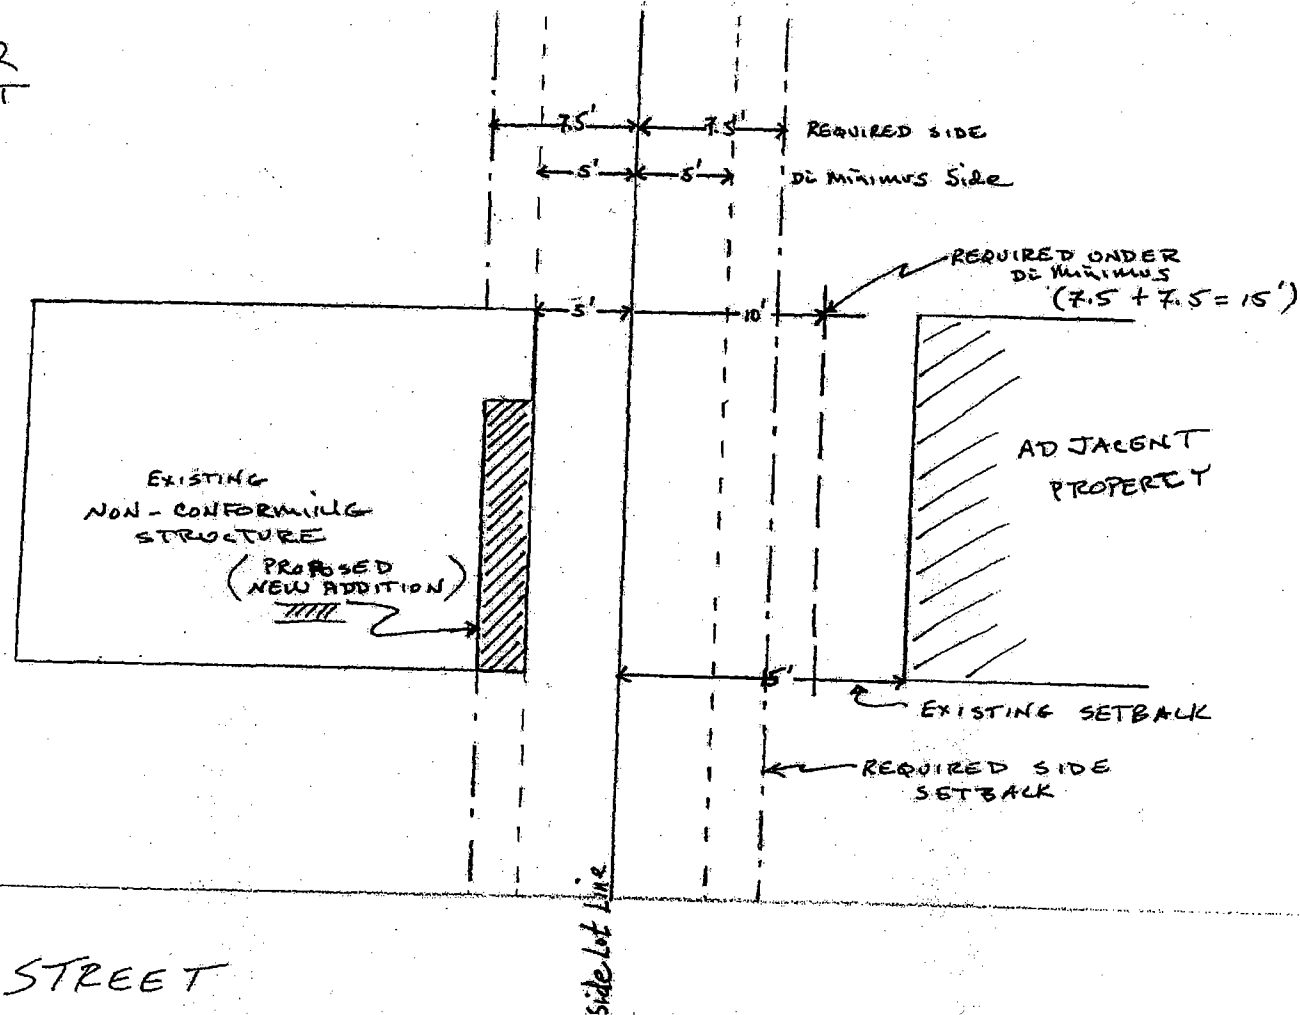 7.5'
7.5'
REQUIRED SIDE
5'
5'
De minimus Side
REQUIRED UNDER
De minimus
(7.5 + 7.5 = 15')
5'
10'
ADJACENT
PROPERTY
EXISTING
NON-CONFORMING
STRUCTURE
(PROPOSED
NEW ADDITION)
5'
EXISTING SETBACK
REQUIRED SIDE
SETBACK
Side Lot Line
STREET